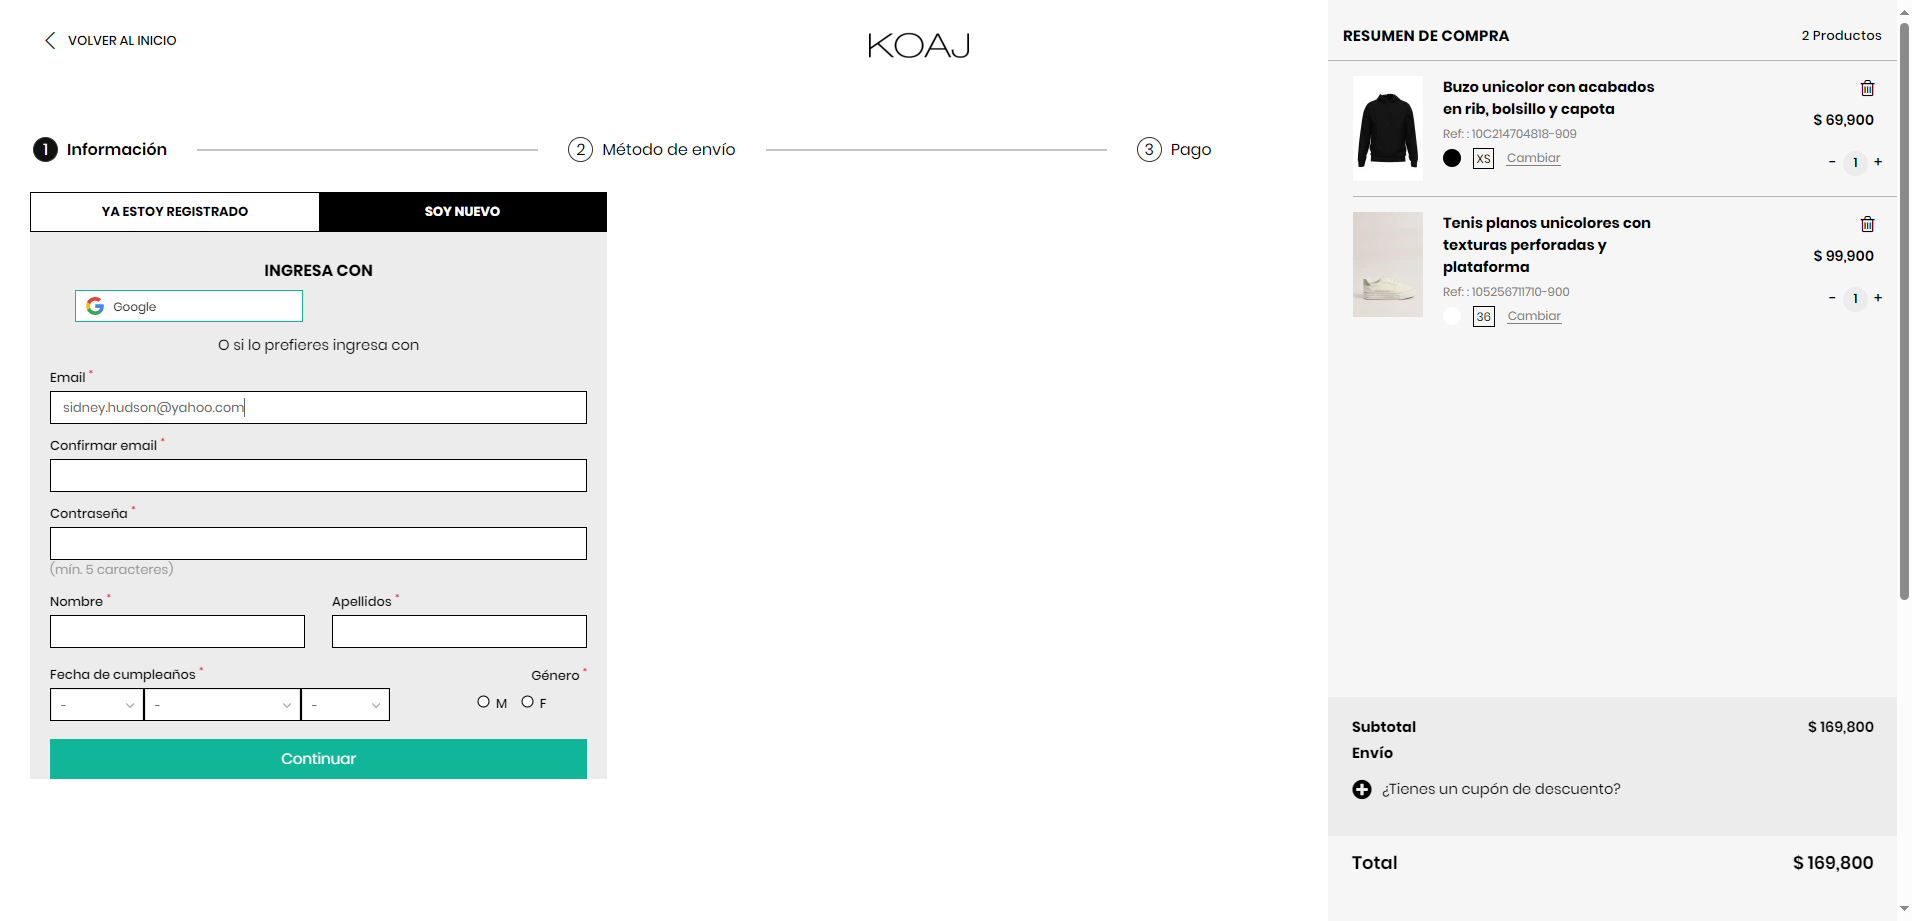 VOLVER AL INICIO
KOAJ
1 Información
2 Método de envío
3 Pago
YA ESTOY REGISTRADO
SOY NUEVO
INGRESA CON
Google
O si lo prefieres ingresa con
Email *
sidney.hudson@yahoo.com
Confirmar email *
Contraseña *
(mín. 5 caracteres)
Nombre *
Apellidos *
Fecha de cumpleaños *
Género *
- - -
M F
Continuar
RESUMEN DE COMPRA
2 Productos
Buzo unicolor con acabados
en rib, bolsillo y capota
$ 69,900
Ref: : 10C214704818-909
XS Cambiar
- 1 +
Tenis planos unicolores con
texturas perforadas y
plataforma
$ 99,900
Ref: : 105256711710-900
36 Cambiar
- 1 +
Subtotal $ 169,800
Envío
¿Tienes un cupón de descuento?
Total $ 169,800